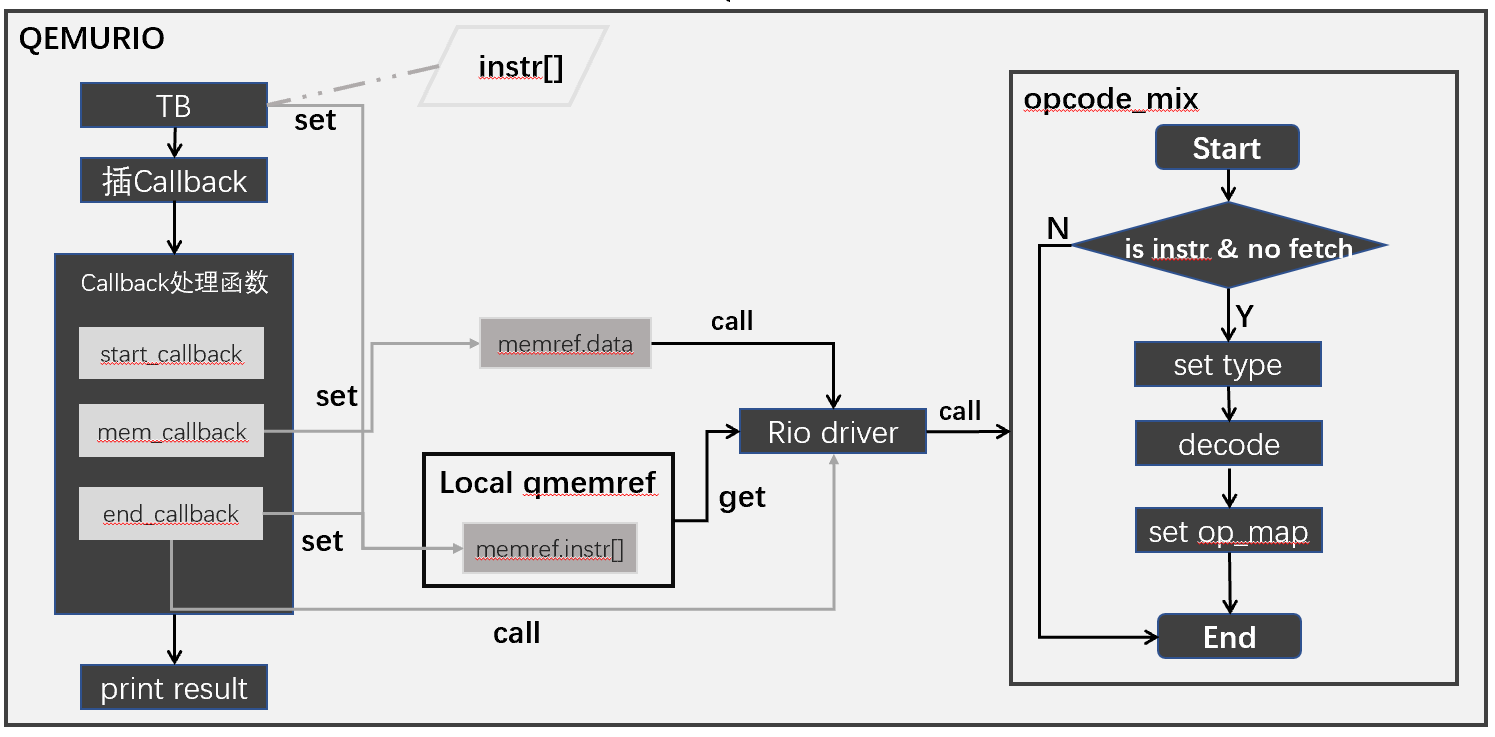 QEMURIO
instr[]
TB
set
插Callback
Callback处理函数
start_callback
mem_callback
end_callback
print result
set
set
call
memref.data
call
Local qmemref
memref.instr[]
get
Rio driver
call
opcode_mix
Start
N
is instr & no fetch
Y
set type
decode
set op_map
End